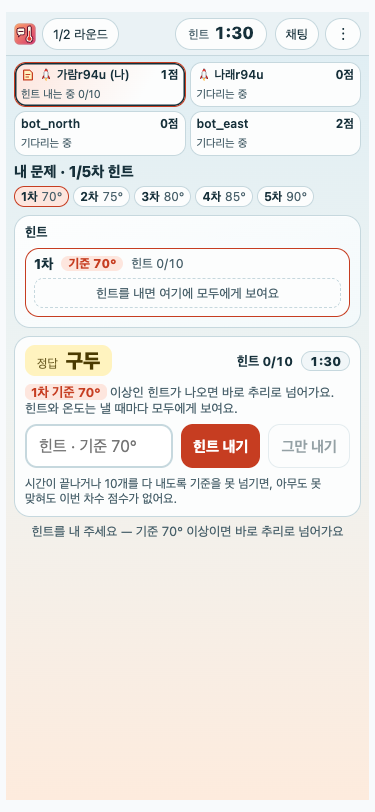 1/2 라운드
힌트 1:30
채팅
가람r94u (나) 1점
힌트 내는 중 0/10
나래r94u 0점
기다리는 중
bot_north 0점
기다리는 중
bot_east 2점
기다리는 중
내 문제 · 1/5차 힌트
1차 70° 2차 75° 3차 80° 4차 85° 5차 90°
힌트
1차 기준 70° 힌트 0/10
힌트를 내면 여기에 모두에게 보여요
정답 구두 힌트 0/10 1:30
1차 기준 70° 이상인 힌트가 나오면 바로 추리로 넘어가요.
힌트와 온도는 낼 때마다 모두에게 보여요.
힌트 · 기준 70° 힌트 내기 그만 내기
시간이 끝나거나 10개를 다 내도록 기준을 못 넘기면, 아무도 못
맞혀도 이번 차수 점수가 없어요.
힌트를 내 주세요 — 기준 70° 이상이면 바로 추리로 넘어가요